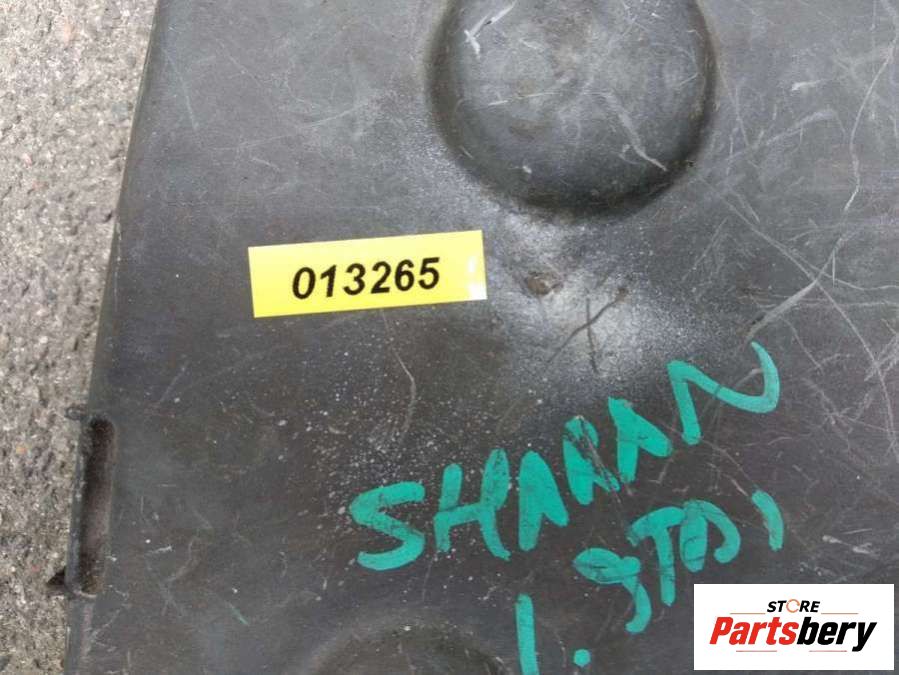 013265
SHARAN
1.9TDI
STORE
Partsbery